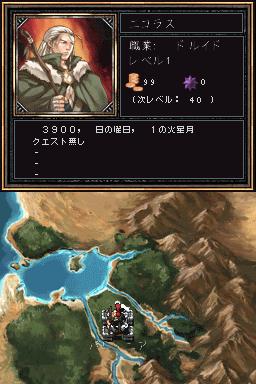 ニコラス
職業: ドルイド
レベル1
99 0
(次レベル: 40 )
3900, 日の曜日, 1の火星月
クエスト無し
-
-
-